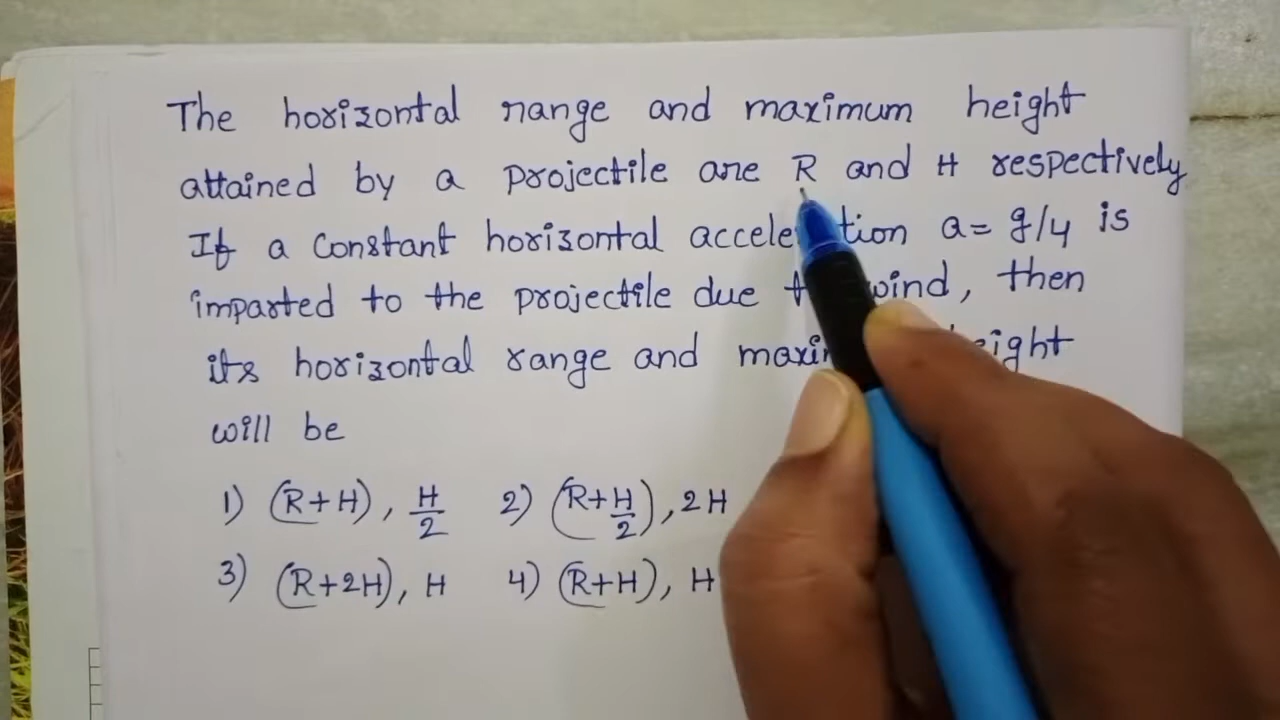 The horizontal range and maximum height
attained by a projectile are R and H respectively
If a constant horizontal acceleration a= g/4 is
imparted to the projectile due wind, then
its horizontal range and
will be
1) (R+H), H/2 2) (R+H/2), 2H
3) (R+2H), H 4) (R+H), H